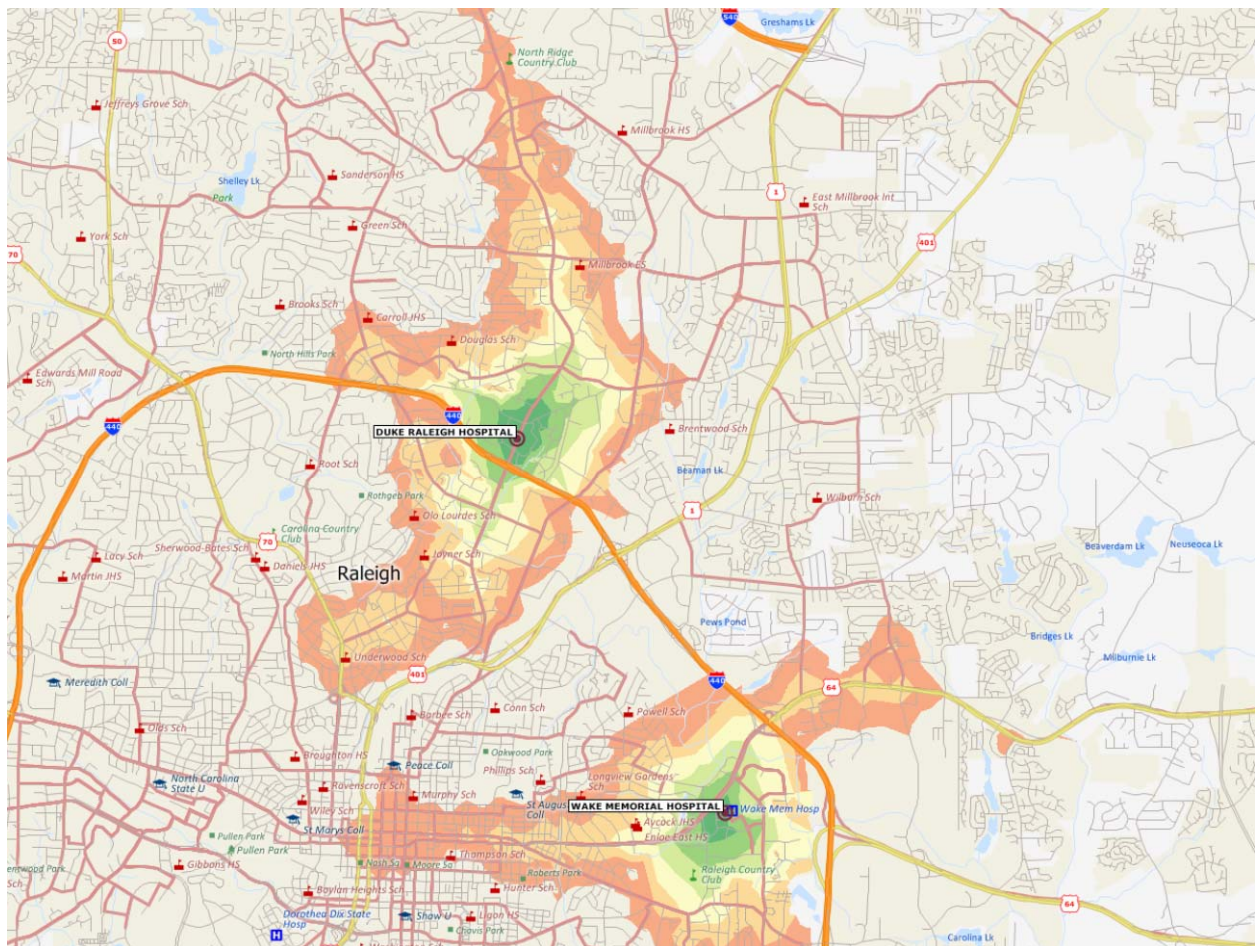 540
Greshams Lk
50
North Ridge
Country Club
Jeffreys Grove Sch
Millbrook HS
Sanderson HS
Shelley Lk
Park
1
East Millbrook Int
Sch
Green Sch
York Sch
401
70
Millbrook ES
Brooks Sch
Carroll JHS
Douglas Sch
North Hills Park
Edwards Mill Road
Sch
440
440
DUKE RALEIGH HOSPITAL
Brentwood Sch
Root Sch
Beaman Lk
Rothgeb Park
Wilburn Sch
1
Ola Lourdes Sch
Carolina Country
Club
70
Sherwood-Bates Sch
Lacy Sch
Daniels JHS
Joyner Sch
Martin JHS
Raleigh
Beaverdam Lk
Neuseoca Lk
Pews Pond
Bridges Lk
Underwood Sch
Milburnie Lk
401
440
64
Meredith Coll
Conn Sch
Powell Sch
Barbee Sch
Olds Sch
Oakwood Park
Broughton HS
Peace Coll
Phillips Sch
Longview Gardens
Sch
North Carolina
State U
Ravenscroft Sch
Murphy Sch
St Augus
Coll
Wiley Sch
WAKE MEMORIAL HOSPITAL
Wake Mem Hosp
St Marys Coll
Aycock JHS
Enloe East HS
Pullen Park
Pullen Park
Nash Sq
Moore Sq
Thompson Sch
Gibbons HS
Roberts Park
Raleigh Country
Club
Boylan Heights Sch
Hunter Sch
Dorothea Dix State
Hosp
H
Shaw U
Ligon HS
Chavis Park
64
Carolina Lk